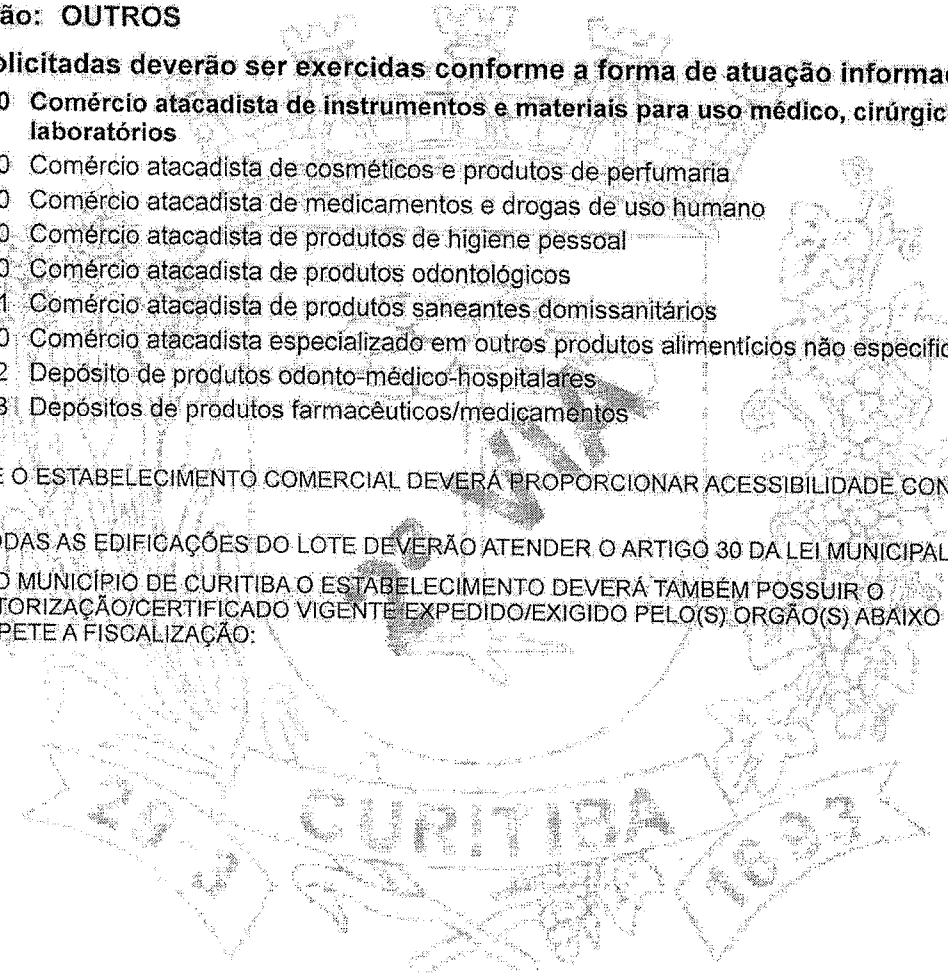 ão: OUTROS
olicitadas deverão ser exercidas conforme a forma de atuação informa
0 Comércio atacadista de instrumentos e materiais para uso médico, cirúrgic
laboratórios
0 Comércio atacadista de cosméticos e produtos de perfumaria
0 Comércio atacadista de medicamentos e drogas de uso humano
0 Comércio atacadista de produtos de higiene pessoal
0 Comércio atacadista de produtos odontológicos
1 Comércio atacadista de produtos saneantes domissanitários
0 Comércio atacadista especializado em outros produtos alimentícios não especific
2 Depósito de produtos odonto-médico-hospitalares
3 Depósitos de produtos farmacêuticos/medicamentos
E O ESTABELECIMENTO COMERCIAL DEVERÁ PROPORCIONAR ACESSIBILIDADE CON
ODAS AS EDIFICAÇÕES DO LOTE DEVERÃO ATENDER O ARTIGO 30 DA LEI MUNICIPAL
O MUNICÍPIO DE CURITIBA O ESTABELECIMENTO DEVERÁ TAMBÉM POSSUIR O
TORIZAÇÃO/CERTIFICADO VIGENTE EXPEDIDO/EXIGIDO PELO(S) ORGÃO(S) ABAIXO
PETE A FISCALIZAÇÃO:
VIA
29 3 CURITIBA 1693